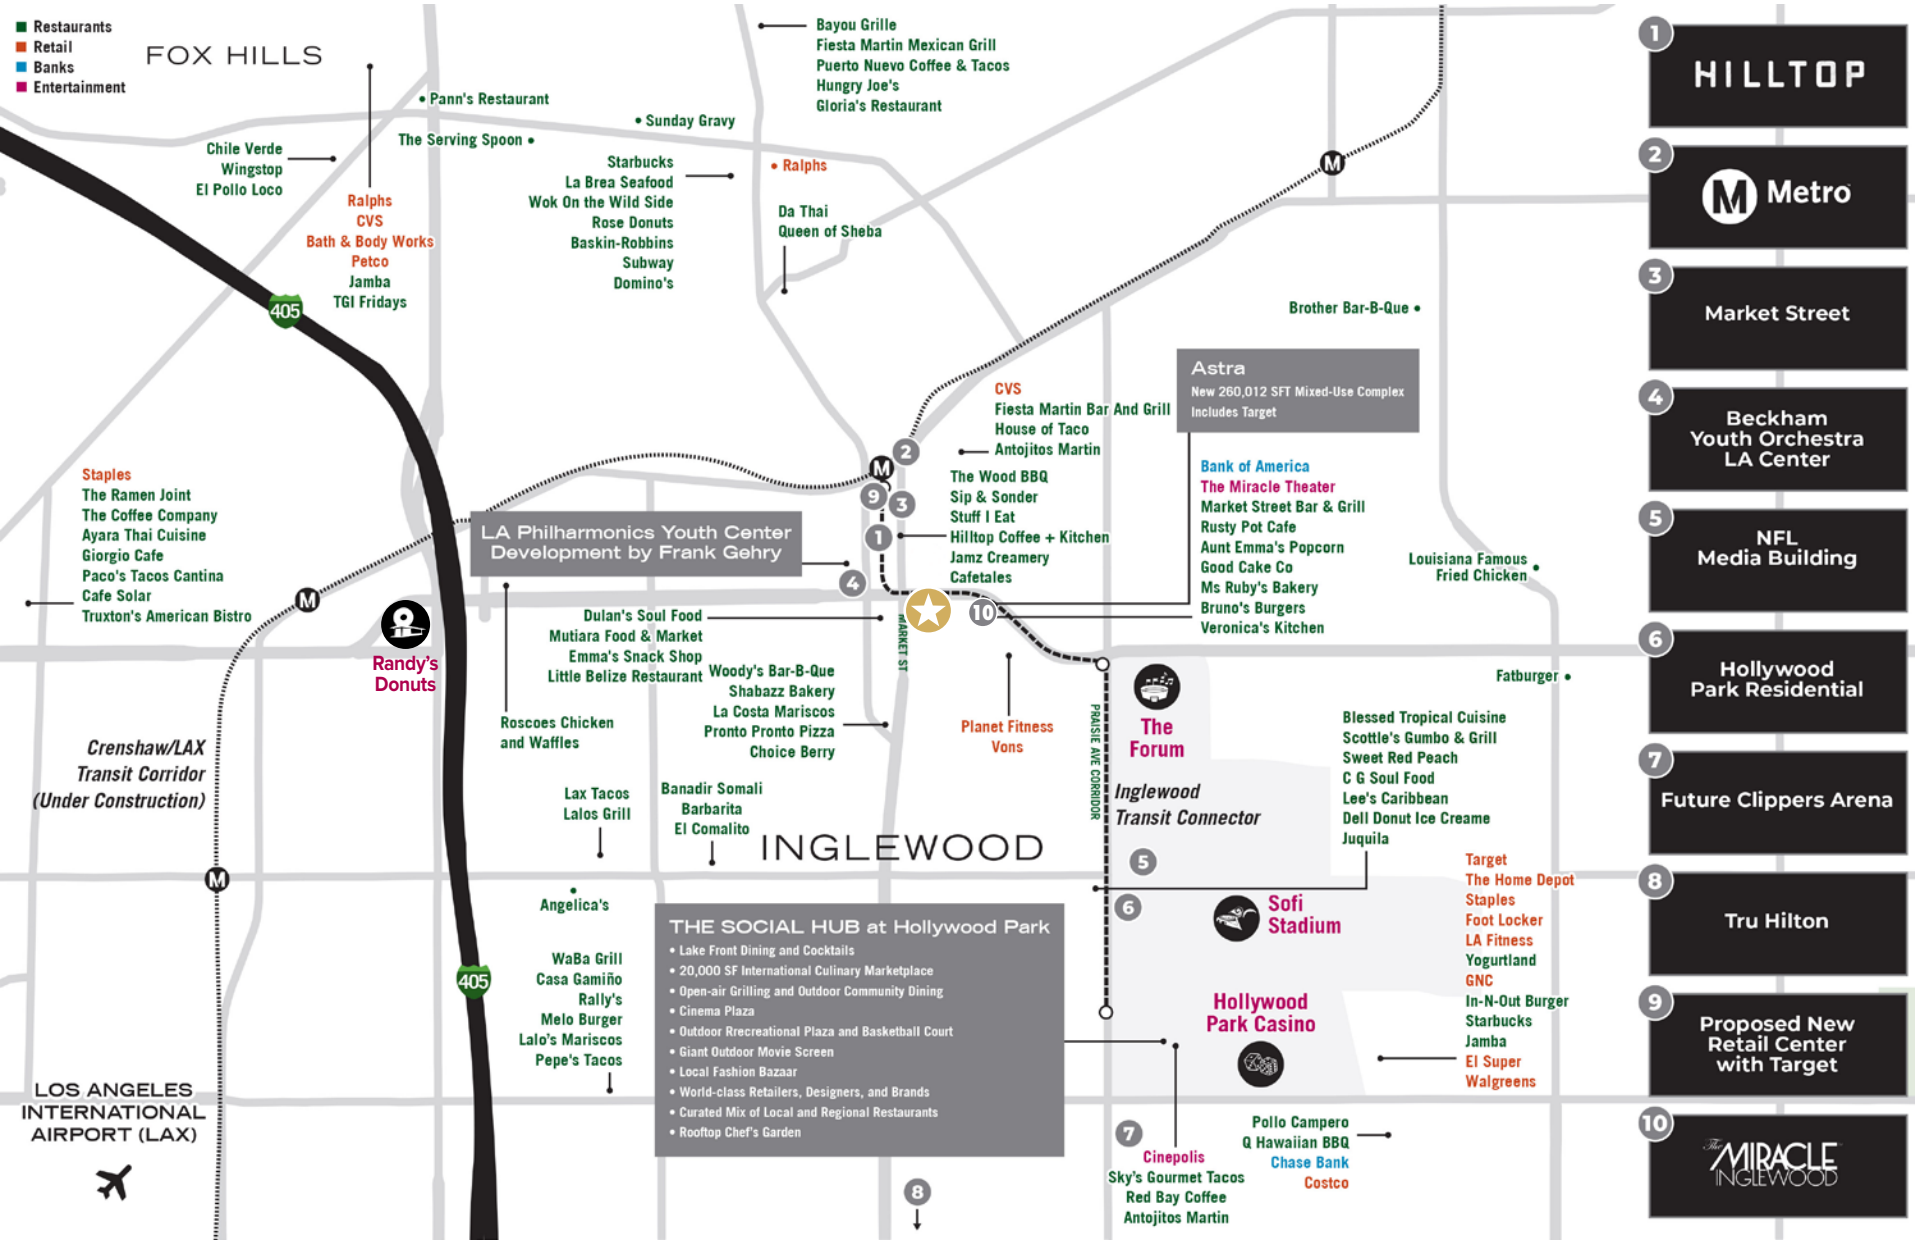 Restaurants
Retail
Banks
Entertainment
FOX HILLS
Bayou Grille
Fiesta Martin Mexican Grill
Puerto Nuevo Coffee & Tacos
Hungry Joe's
Gloria's Restaurant
• Pann's Restaurant
The Serving Spoon •
• Sunday Gravy
Chile Verde
Wingstop
El Pollo Loco
Ralphs
CVS
Bath & Body Works
Petco
Jamba
TGI Fridays
Starbucks
La Brea Seafood
Wok On the Wild Side
Rose Donuts
Baskin-Robbins
Subway
Domino's
• Ralphs
Da Thai
Queen of Sheba
M
405
Brother Bar-B-Que •
Astra
New 260,012 SFT Mixed-Use Complex
Includes Target
CVS
Fiesta Martin Bar And Grill
House of Taco
Antojitos Martin
M
2
9
3
1
4
10
The Wood BBQ
Sip & Sonder
Stuff I Eat
Hilltop Coffee + Kitchen
Jamz Creamery
Cafetales
Bank of America
The Miracle Theater
Market Street Bar & Grill
Rusty Pot Cafe
Aunt Emma's Popcorn
Good Cake Co
Ms Ruby's Bakery
Bruno's Burgers
Veronica's Kitchen
Louisiana Famous
Fried Chicken
Staples
The Ramen Joint
The Coffee Company
Ayara Thai Cuisine
Giorgio Cafe
Paco's Tacos Cantina
Cafe Solar
Truxton's American Bistro
LA Philharmonics Youth Center
Development by Frank Gehry
M
Randy's
Donuts
Dulan's Soul Food
Mutiara Food & Market
Emma's Snack Shop
Little Belize Restaurant
MARKET ST
Woody's Bar-B-Que
Shabazz Bakery
La Costa Mariscos
Pronto Pronto Pizza
Choice Berry
Roscoes Chicken
and Waffles
Planet Fitness
Vons
PRAISIE AVE CORRIDOR
The
Forum
Fatburger •
Blessed Tropical Cuisine
Scottle's Gumbo & Grill
Sweet Red Peach
C G Soul Food
Lee's Caribbean
Dell Donut Ice Creame
Juquila
Crenshaw/LAX
Transit Corridor
(Under Construction)
Inglewood
Transit Connector
Lax Tacos
Lalos Grill
Banadir Somali
Barbarita
El Comalito
INGLEWOOD
5
6
M
Angelica's
Sofi
Stadium
Target
The Home Depot
Staples
Foot Locker
LA Fitness
Yogurtland
GNC
In-N-Out Burger
Starbucks
Jamba
El Super
Walgreens
THE SOCIAL HUB at Hollywood Park
• Lake Front Dining and Cocktails
• 20,000 SF International Culinary Marketplace
• Open-air Grilling and Outdoor Community Dining
• Cinema Plaza
• Outdoor Rrecreational Plaza and Basketball Court
• Giant Outdoor Movie Screen
• Local Fashion Bazaar
• World-class Retailers, Designers, and Brands
• Curated Mix of Local and Regional Restaurants
• Rooftop Chef's Garden
405
WaBa Grill
Casa Gamiño
Rally's
Melo Burger
Lalo's Mariscos
Pepe's Tacos
Hollywood
Park Casino
LOS ANGELES
INTERNATIONAL
AIRPORT (LAX)
7
Cinepolis
Sky's Gourmet Tacos
Red Bay Coffee
Antojitos Martin
Pollo Campero
Q Hawaiian BBQ
Chase Bank
Costco
8
1
HILLTOP
2
M Metro
3
Market Street
4
Beckham
Youth Orchestra
LA Center
5
NFL
Media Building
6
Hollywood
Park Residential
7
Future Clippers Arena
8
Tru Hilton
9
Proposed New
Retail Center
with Target
10
The
MIRACLE
INGLEWOOD